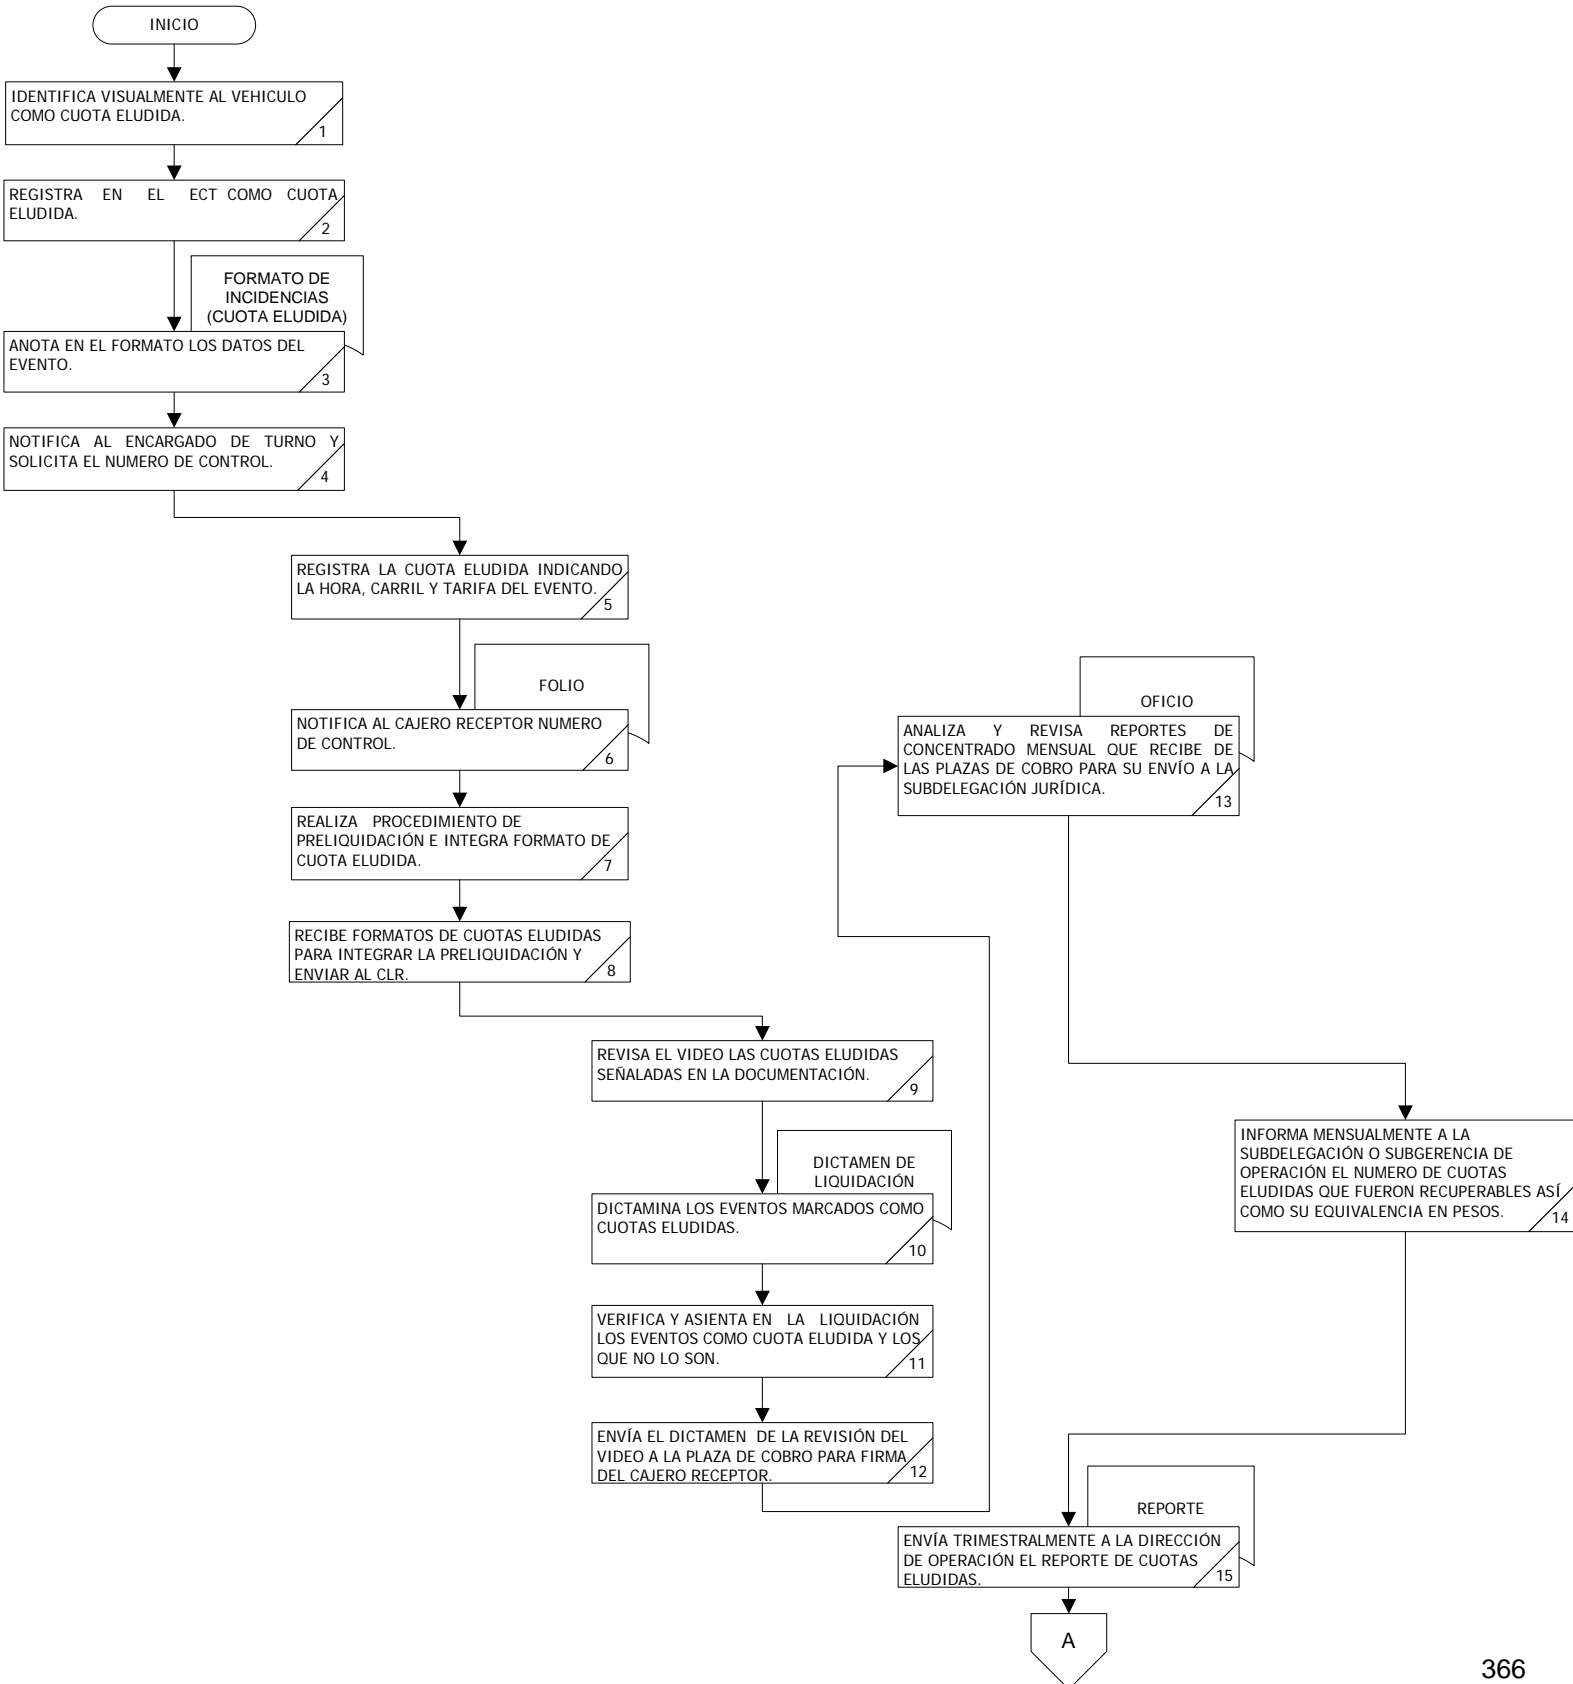 INICIO
IDENTIFICA VISUALMENTE AL VEHICULO
COMO CUOTA ELUDIDA.
1
REGISTRA EN EL ECT COMO CUOTA
ELUDIDA.
2
FORMATO DE
INCIDENCIAS
(CUOTA ELUDIDA)
ANOTA EN EL FORMATO LOS DATOS DEL
EVENTO.
3
NOTIFICA AL ENCARGADO DE TURNO Y
SOLICITA EL NUMERO DE CONTROL.
4
REGISTRA LA CUOTA ELUDIDA INDICANDO
LA HORA, CARRIL Y TARIFA DEL EVENTO.
5
FOLIO
NOTIFICA AL CAJERO RECEPTOR NUMERO
DE CONTROL.
6
REALIZA PROCEDIMIENTO DE
PRELIQUIDACIÓN E INTEGRA FORMATO DE
CUOTA ELUDIDA.
7
RECIBE FORMATOS DE CUOTAS ELUDIDAS
PARA INTEGRAR LA PRELIQUIDACIÓN Y
ENVIAR AL CLR.
8
REVISA EL VIDEO LAS CUOTAS ELUDIDAS
SEÑALADAS EN LA DOCUMENTACIÓN.
9
DICTAMEN DE
LIQUIDACIÓN
DICTAMINA LOS EVENTOS MARCADOS COMO
CUOTAS ELUDIDAS.
10
VERIFICA Y ASIENTA EN LA LIQUIDACIÓN
LOS EVENTOS COMO CUOTA ELUDIDA Y LOS
QUE NO LO SON.
11
ENVÍA EL DICTAMEN DE LA REVISIÓN DEL
VIDEO A LA PLAZA DE COBRO PARA FIRMA
DEL CAJERO RECEPTOR.
12
OFICIO
ANALIZA Y REVISA REPORTES DE
CONCENTRADO MENSUAL QUE RECIBE DE
LAS PLAZAS DE COBRO PARA SU ENVÍO A LA
SUBDELEGACIÓN JURÍDICA.
13
INFORMA MENSUALMENTE A LA
SUBDELEGACIÓN O SUBGERENCIA DE
OPERACIÓN EL NUMERO DE CUOTAS
ELUDIDAS QUE FUERON RECUPERABLES ASÍ
COMO SU EQUIVALENCIA EN PESOS.
14
REPORTE
ENVÍA TRIMESTRALMENTE A LA DIRECCIÓN
DE OPERACIÓN EL REPORTE DE CUOTAS
ELUDIDAS.
15
A
366